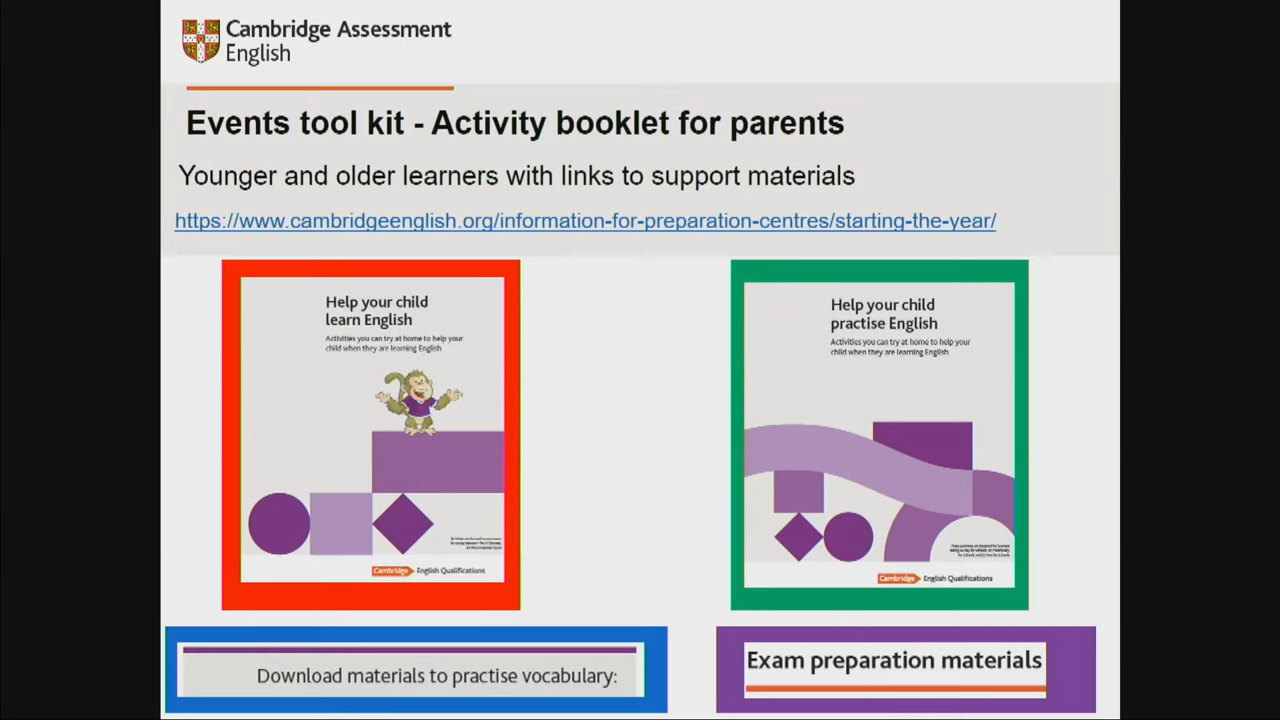 Cambridge Assessment
English
Events tool kit - Activity booklet for parents
Younger and older learners with links to support materials
https://www.cambridgeenglish.org/information-for-preparation-centres/starting-the-year/
Help your child
learn English
Activities you can try at home to help your
child when they are learning English
Cambridge English Qualifications
Help your child
practise English
Activities you can try at home to help your
child when they are learning English
Cambridge English Qualifications
Download materials to practise vocabulary:
Exam preparation materials